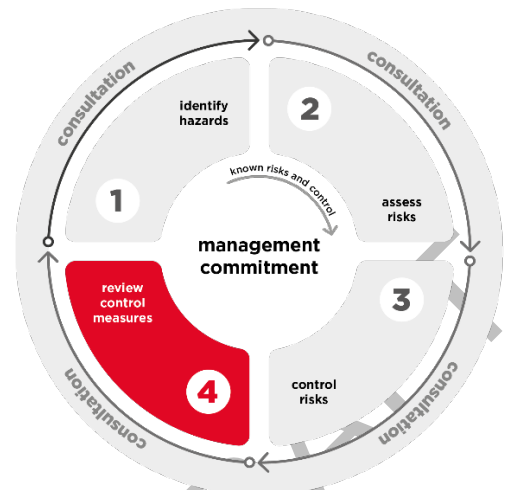 consultation
consultation
identify
hazards
2
1
known risks and control
assess
risks
management
commitment
review
control
measures
3
4
control
risks
consultation
consultation